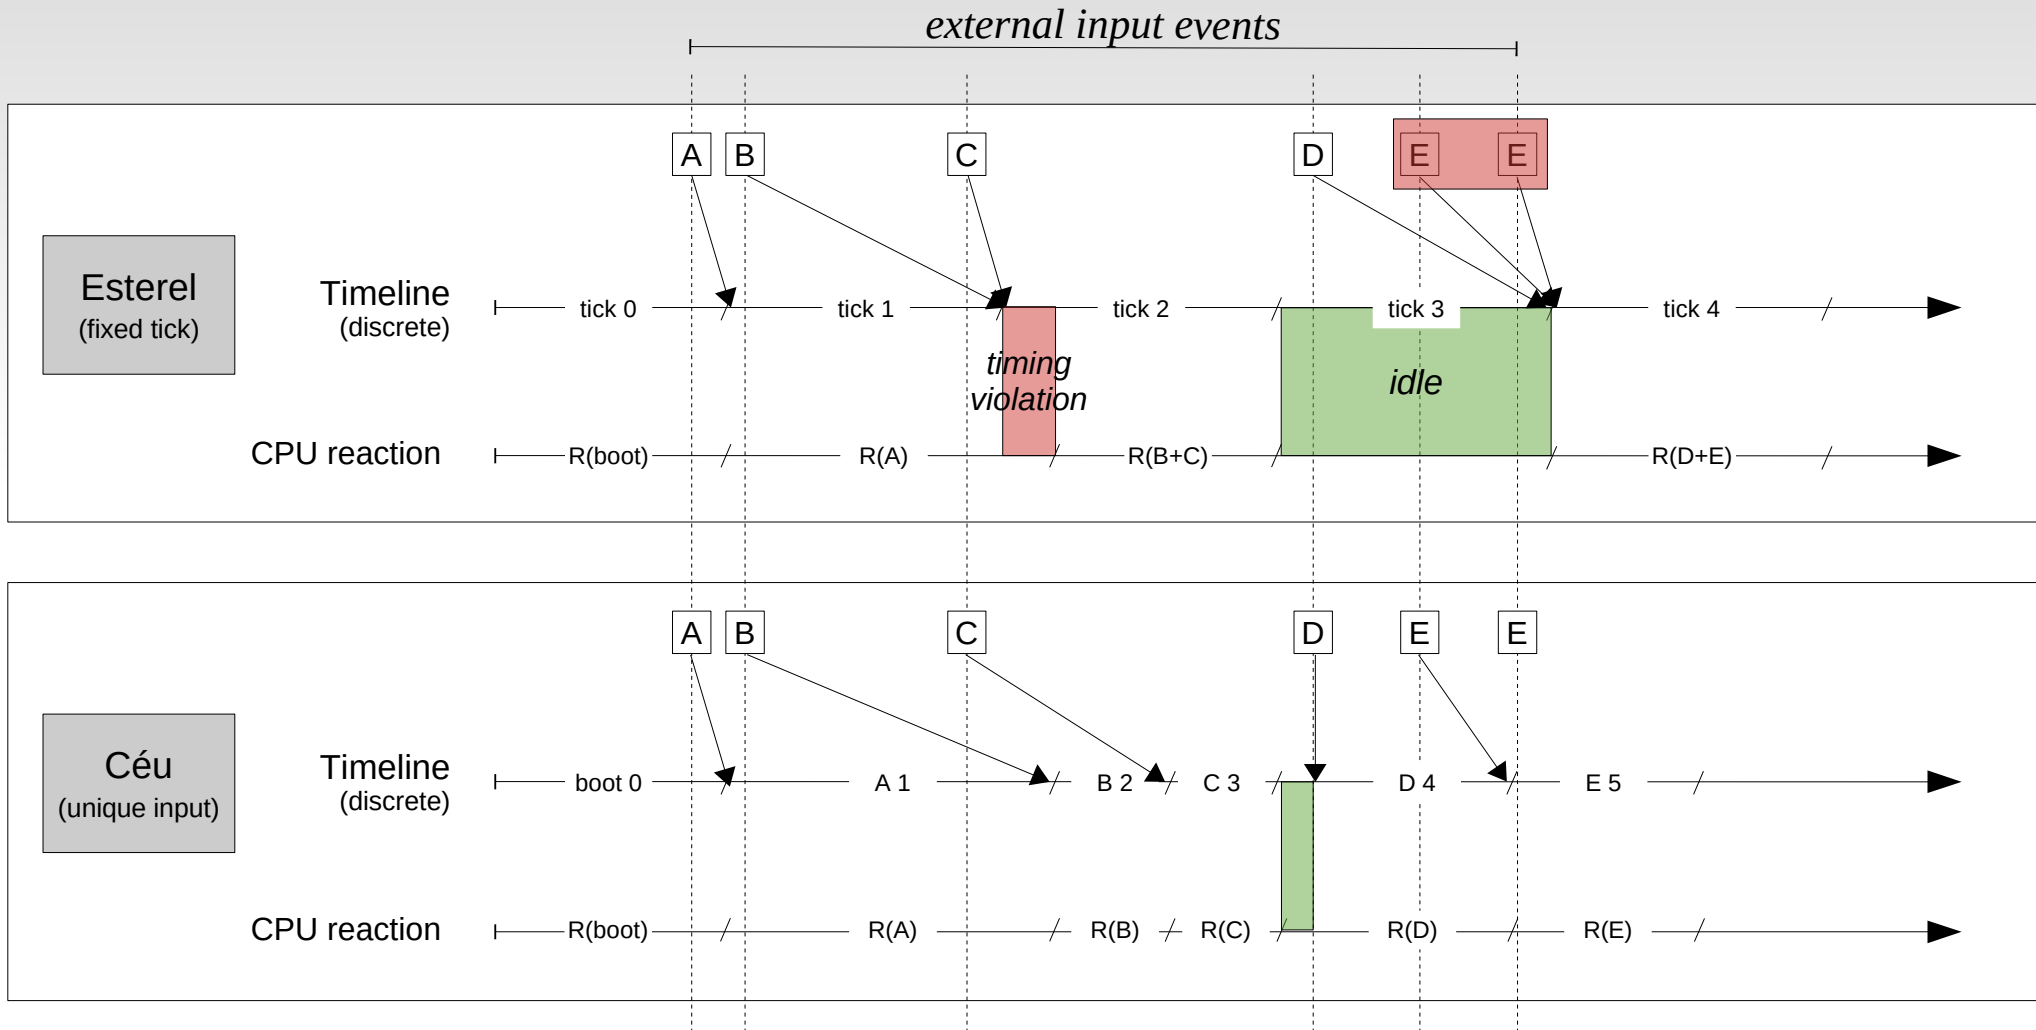 external input events
A B C D E E
Esterel
(fixed tick)
Timeline
(discrete)
tick 0 tick 1 tick 2 tick 3 tick 4
timing
violation
idle
CPU reaction
R(boot) R(A) R(B+C) R(D+E)
A B C D E E
Céu
(unique input)
Timeline
(discrete)
boot 0 A 1 B 2 C 3 D 4 E 5
CPU reaction
R(boot) R(A) R(B) R(C) R(D) R(E)